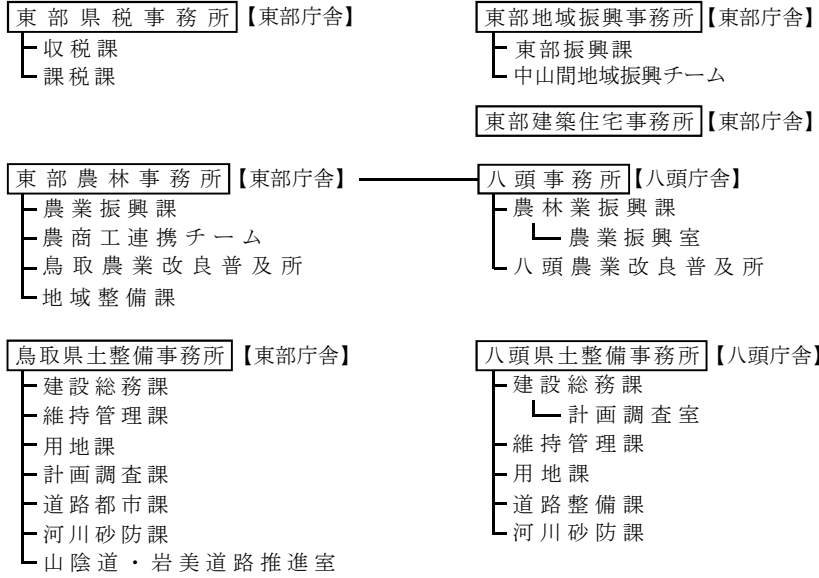 東部県税事務所【東部庁舎】
収税課
課税課
東部地域振興事務所【東部庁舎】
東部振興課
中山間地域振興チーム
東部建築住宅事務所【東部庁舎】
東部農林事務所【東部庁舎】
農業振興課
農商工連携チーム
鳥取農業改良普及所
地域整備課
八頭事務所【八頭庁舎】
農林業振興課
農業振興室
八頭農業改良普及所
鳥取県土整備事務所【東部庁舎】
建設総務課
維持管理課
用地課
計画調査課
道路都市課
河川砂防課
山陰道・岩美道路推進室
八頭県土整備事務所【八頭庁舎】
建設総務課
計画調査室
維持管理課
用地課
道路整備課
河川砂防課